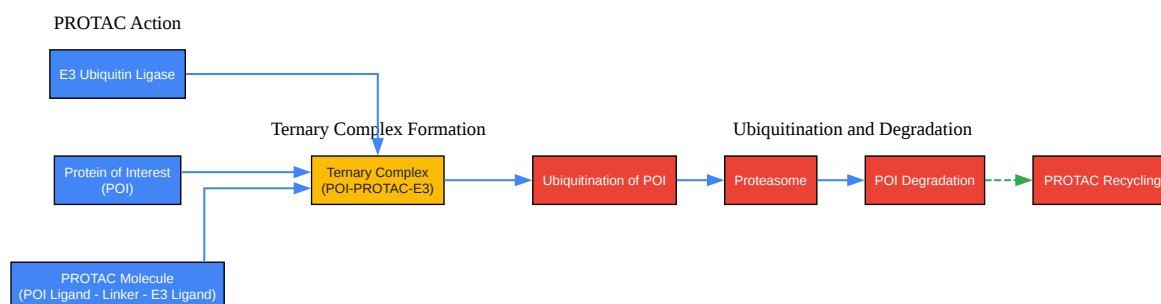 PROTAC Action
E3 Ubiquitin Ligase
Ternary Complex Formation
Ubiquitination and Degradation
Protein of Interest
(POI)
Ternary Complex
(POI-PROTAC-E3)
Ubiquitination of POI
Proteasome
POI Degradation
PROTAC Recycling
PROTAC Molecule
(POI Ligand - Linker - E3 Ligand)